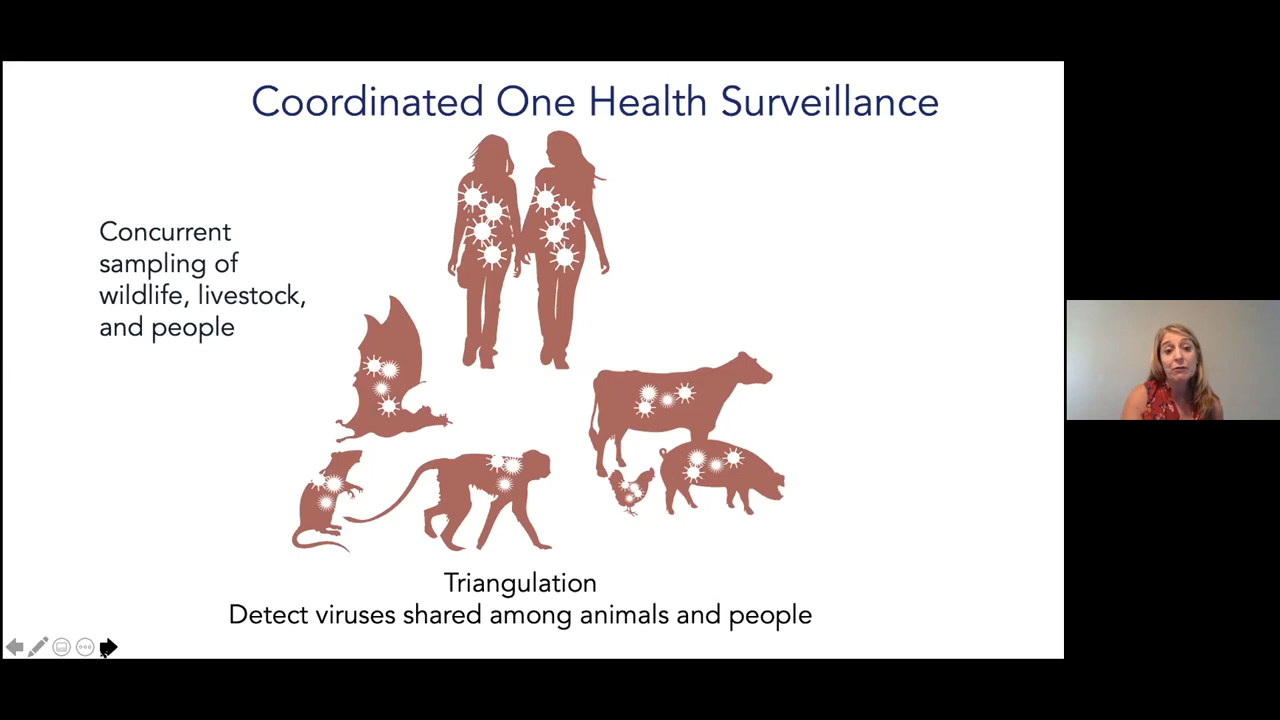 Coordinated One Health Surveillance
Concurrent
sampling of
wildlife, livestock,
and people
Triangulation
Detect viruses shared among animals and people